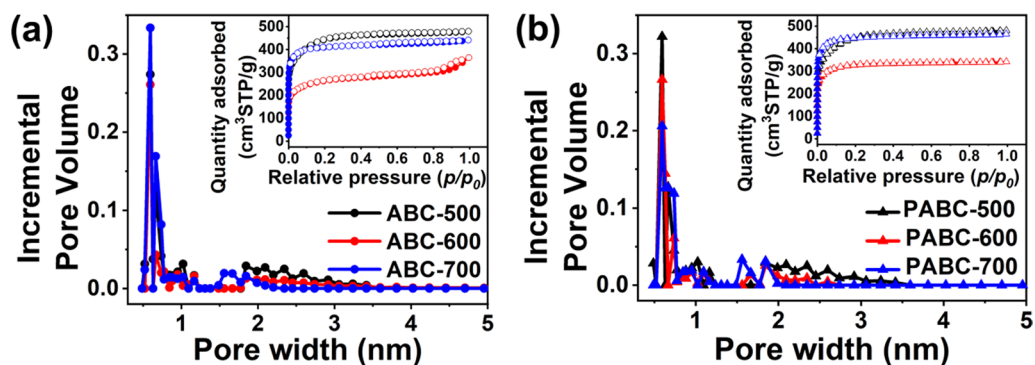 (a)
Incremental
Pore Volume
0.3
0.2
0.1
0.0
1
2
3
4
5
Pore width (nm)
Quantity adsorbed
(cm³STP/g)
500
400
300
200
100
0
0.0
0.2
0.4
0.6
0.8
1.0
Relative pressure (p/p₀)
ABC-500
ABC-600
ABC-700
(b)
Incremental
Pore Volume
0.3
0.2
0.1
0.0
1
2
3
4
5
Pore width (nm)
Quantity adsorbed
(cm³STP/g)
500
400
300
200
100
0
0.0
0.2
0.4
0.6
0.8
1.0
Relative pressure (p/p₀)
PABC-500
PABC-600
PABC-700